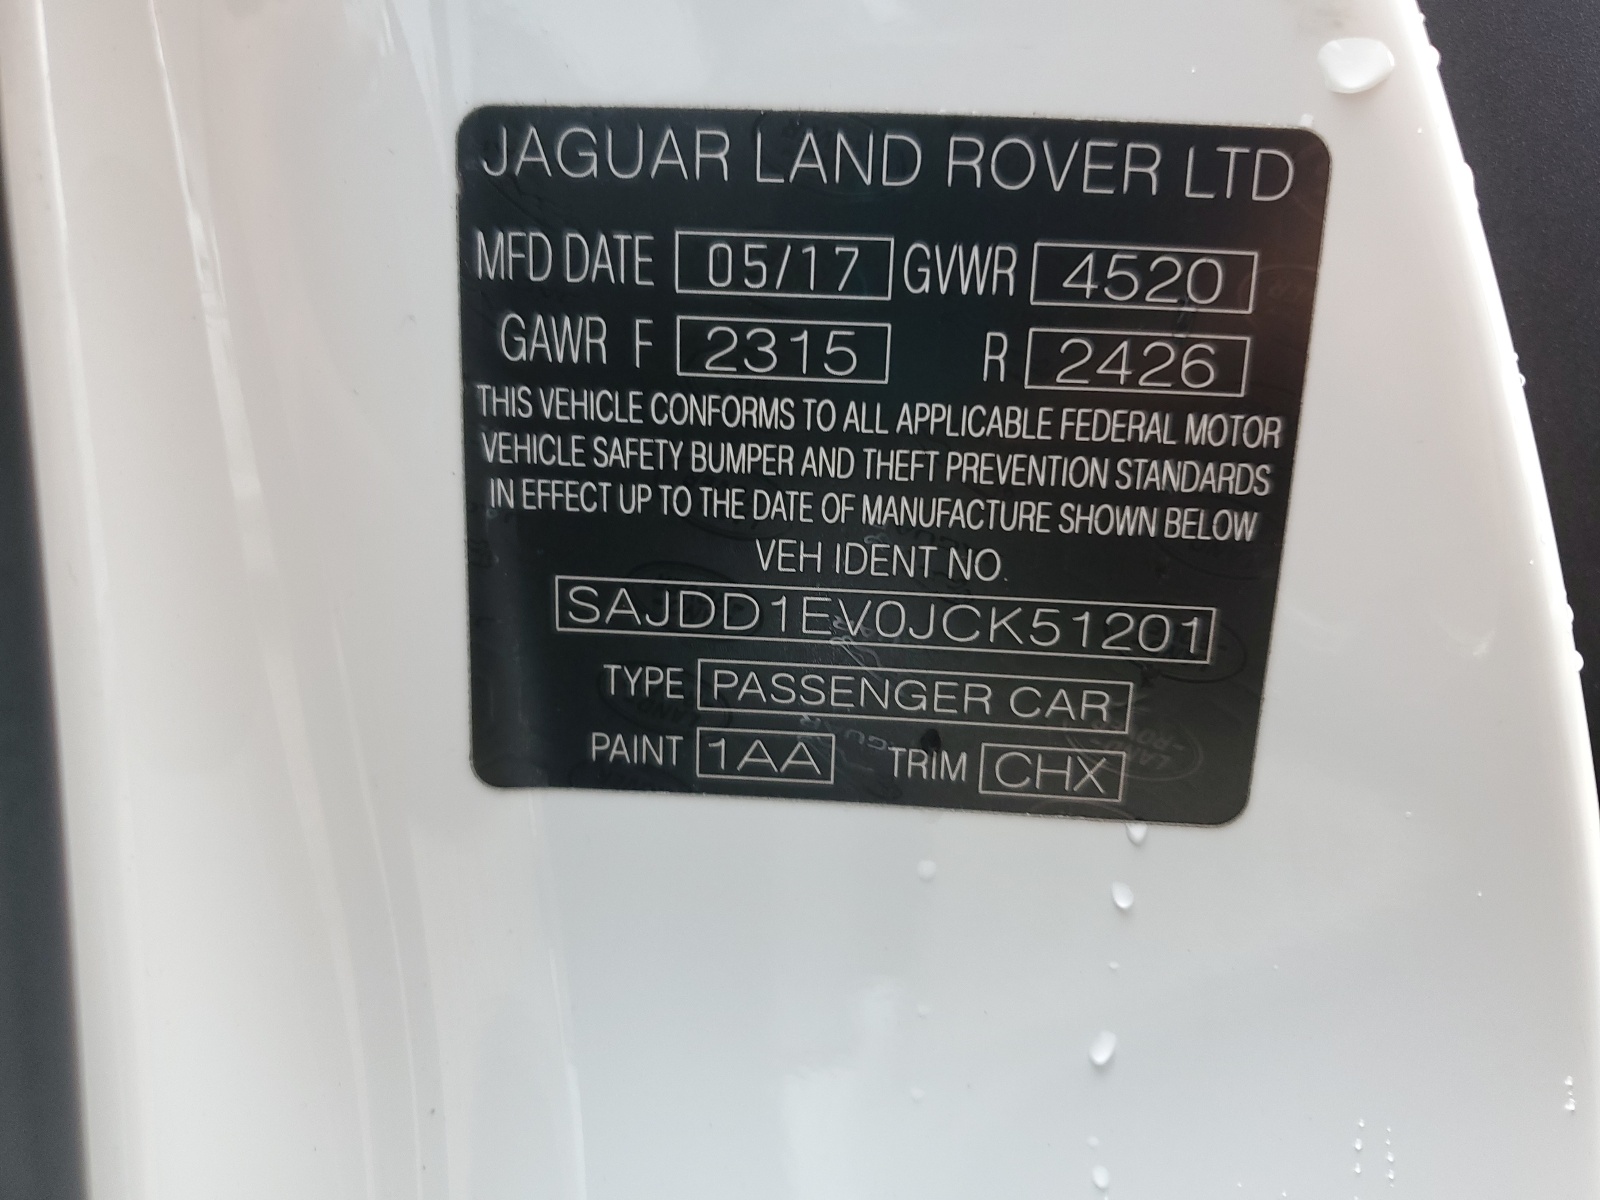 JAGUAR LAND ROVER LTD
MFD DATE 05/17 GVWR 4520
GAWR F 2315 R 2426
THIS VEHICLE CONFORMS TO ALL APPLICABLE FEDERAL MOTOR
VEHICLE SAFETY BUMPER AND THEFT PREVENTION STANDARDS
IN EFFECT UP TO THE DATE OF MANUFACTURE SHOWN BELOW
VEH IDENT NO.
SAJDD1EV0JCK51201
TYPE PASSENGER CAR
PAINT 1AA TRIM CHX